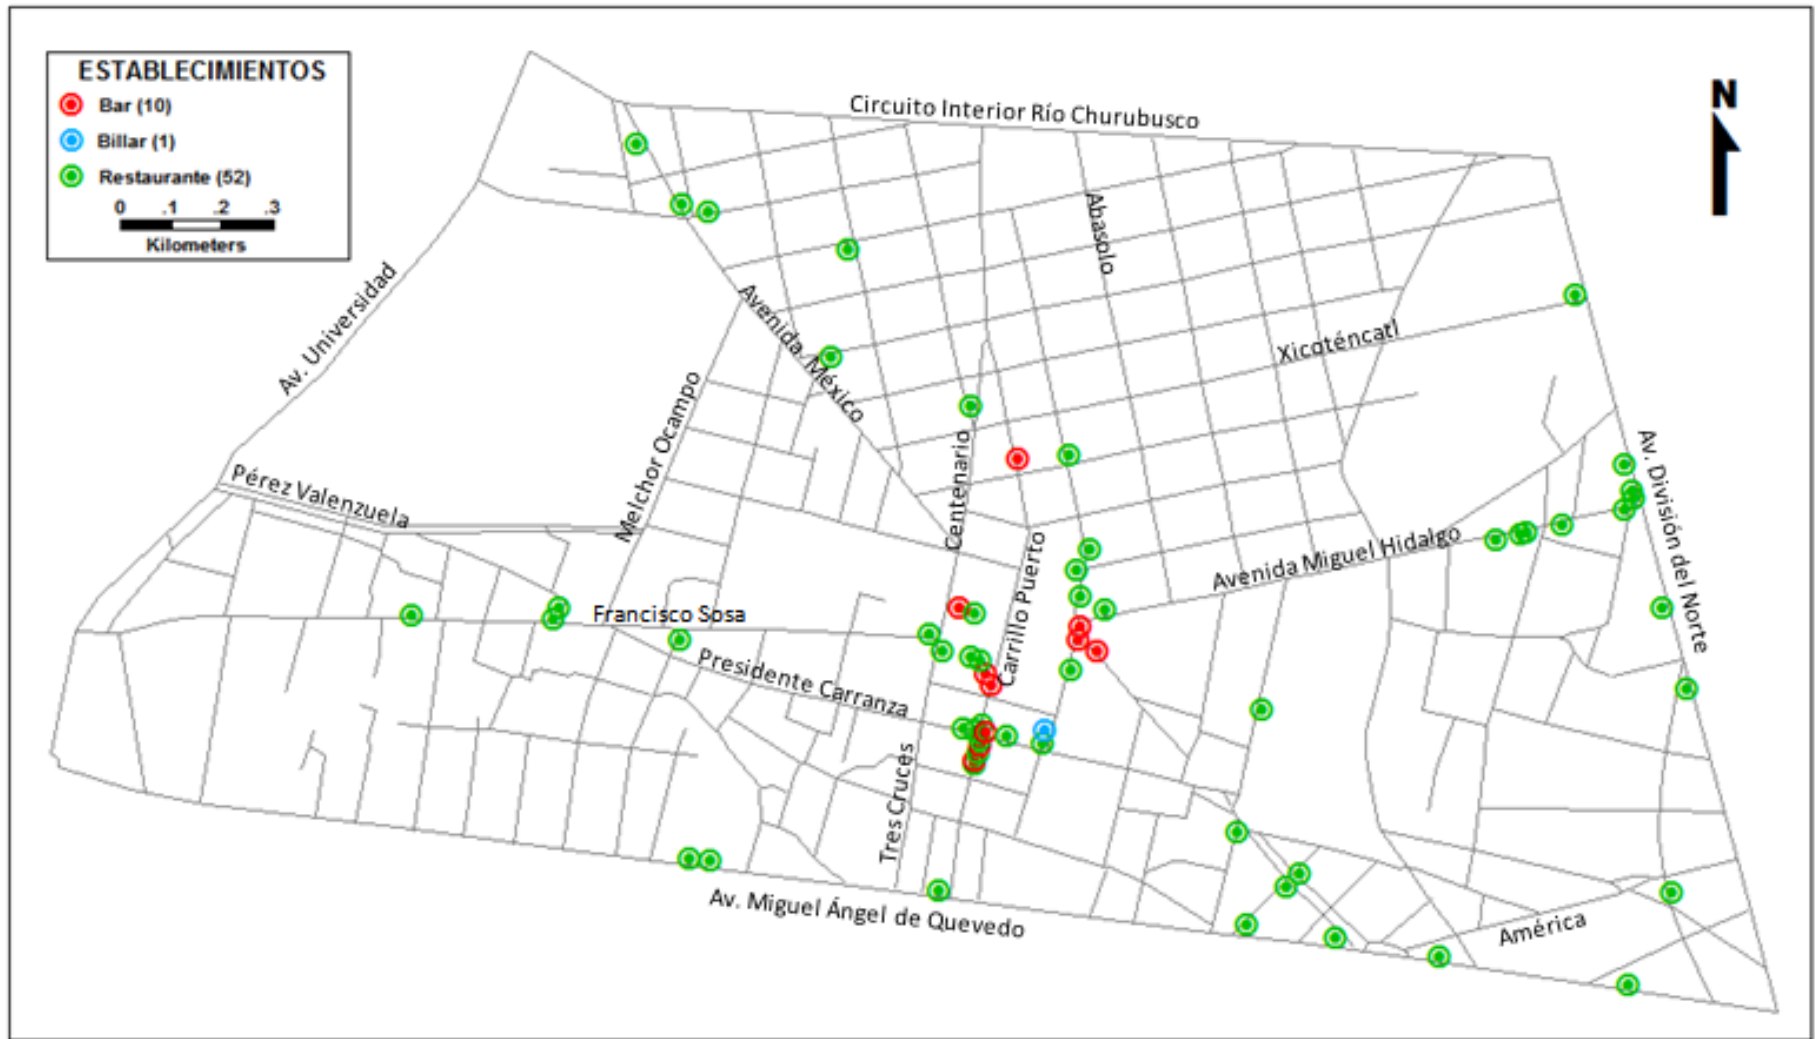 ESTABLECIMIENTOS
Bar (10)
Billar (1)
Restaurante (52)
0 .1 .2 .3
Kilometers
N
Circuito Interior Río Churubusco
Abasolo
Av. Universidad
Avenida México
Xicoténcatl
Melchor Ocampo
Centenario
Av. División del Norte
Pérez Valenzuela
Carrillo Puerto
Avenida Miguel Hidalgo
Francisco Sosa
Presidente Carranza
Tres Cruces
Av. Miguel Ángel de Quevedo
América